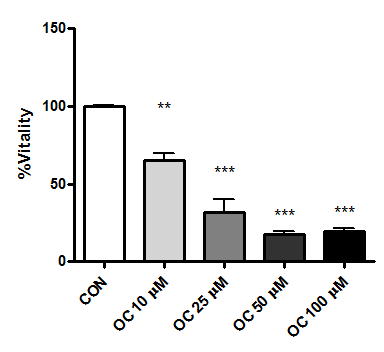 150
100
50
0
%Vitality
**
***
***
***
CON
OC 10 µM
OC 25 µM
OC 50 µM
OC 100 µM